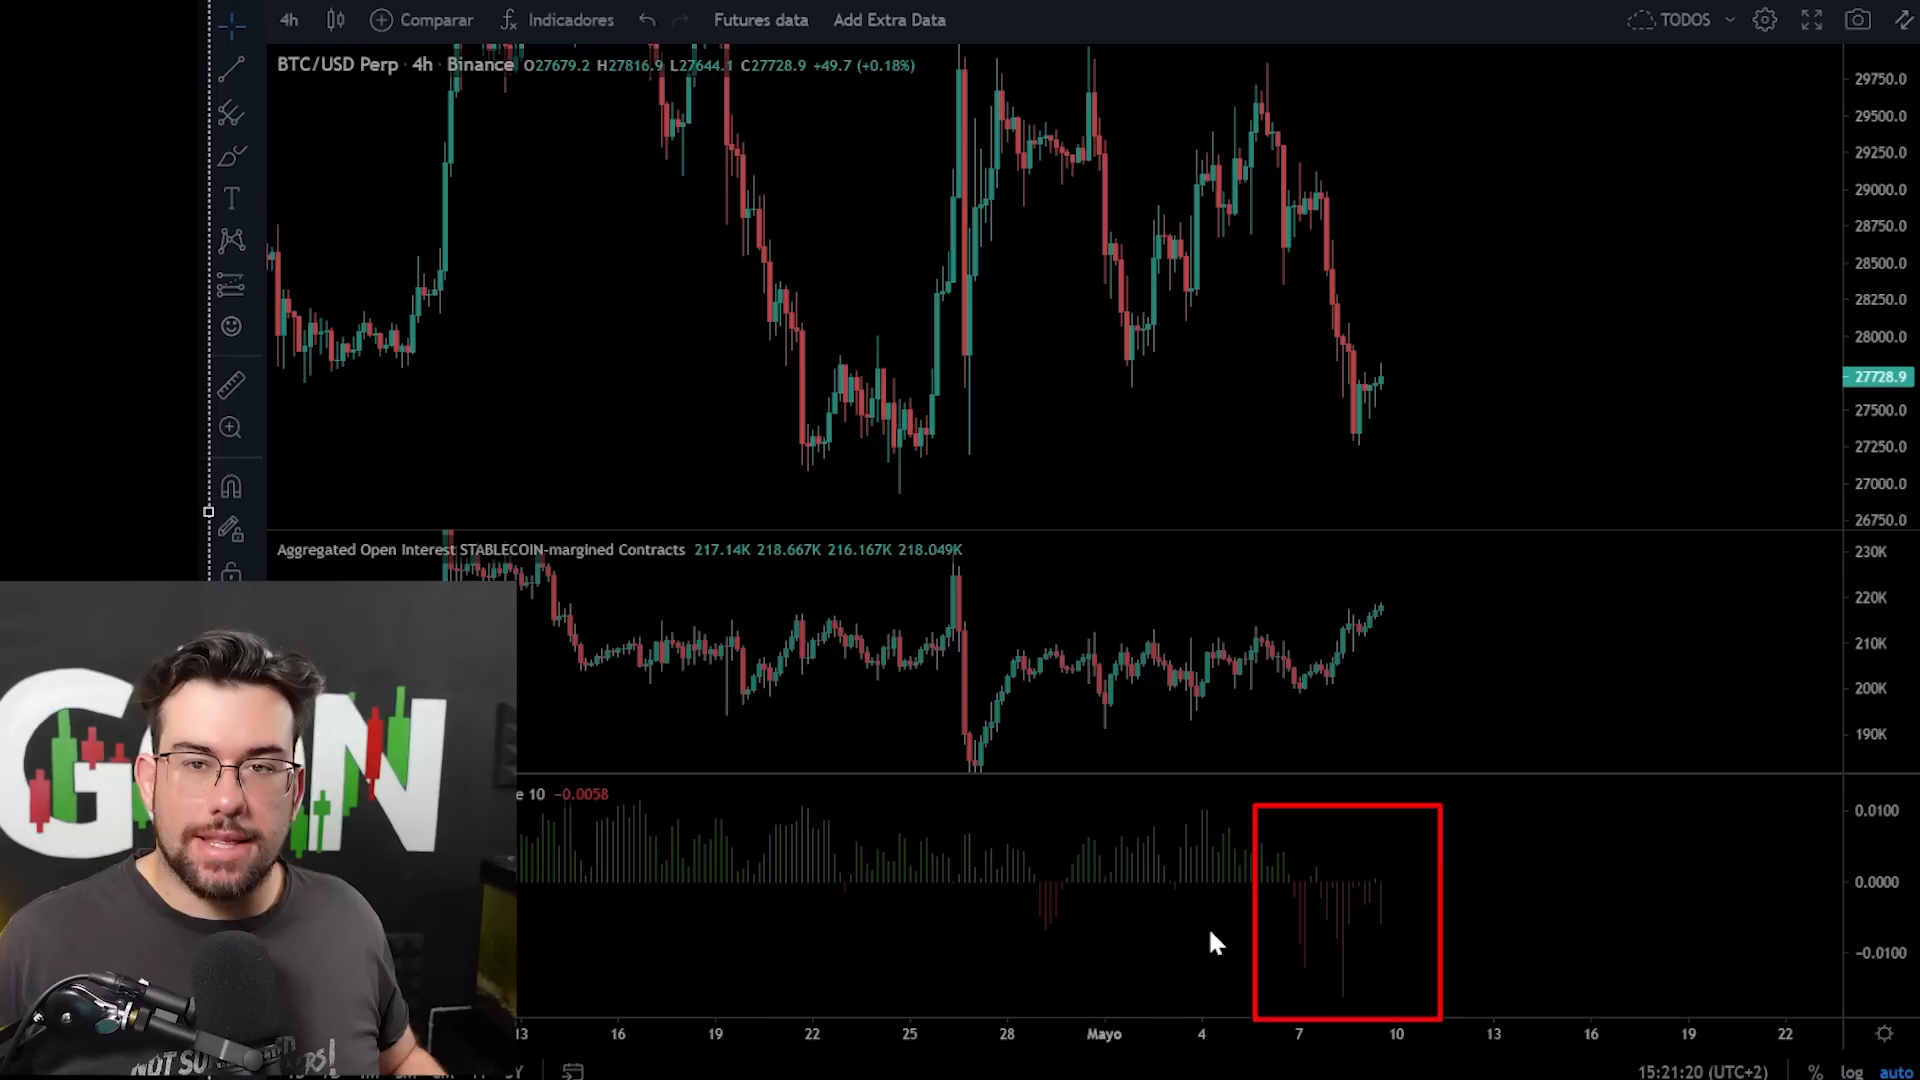 4h Comparar Indicadores Futures data Add Extra Data TODOS
BTC/USD Perp · 4h · Binance O27679.2 H27816.9 L27644.1 C27728.9 +49.7 (+0.18%)
29750.0
29500.0
29250.0
29000.0
28750.0
28500.0
28250.0
28000.0
27728.9
27500.0
27250.0
27000.0
26750.0
Aggregated Open Interest STABLECOIN-margined Contracts 217.14K 218.667K 216.167K 218.049K
230K
220K
210K
200K
190K
e 10 −0.0058
0.0100
0.0000
−0.0100
13 16 19 22 25 28 Mayo 4 7 10 13 16 19 22
15:21:20 (UTC+2) % log auto
GON
NOT SU